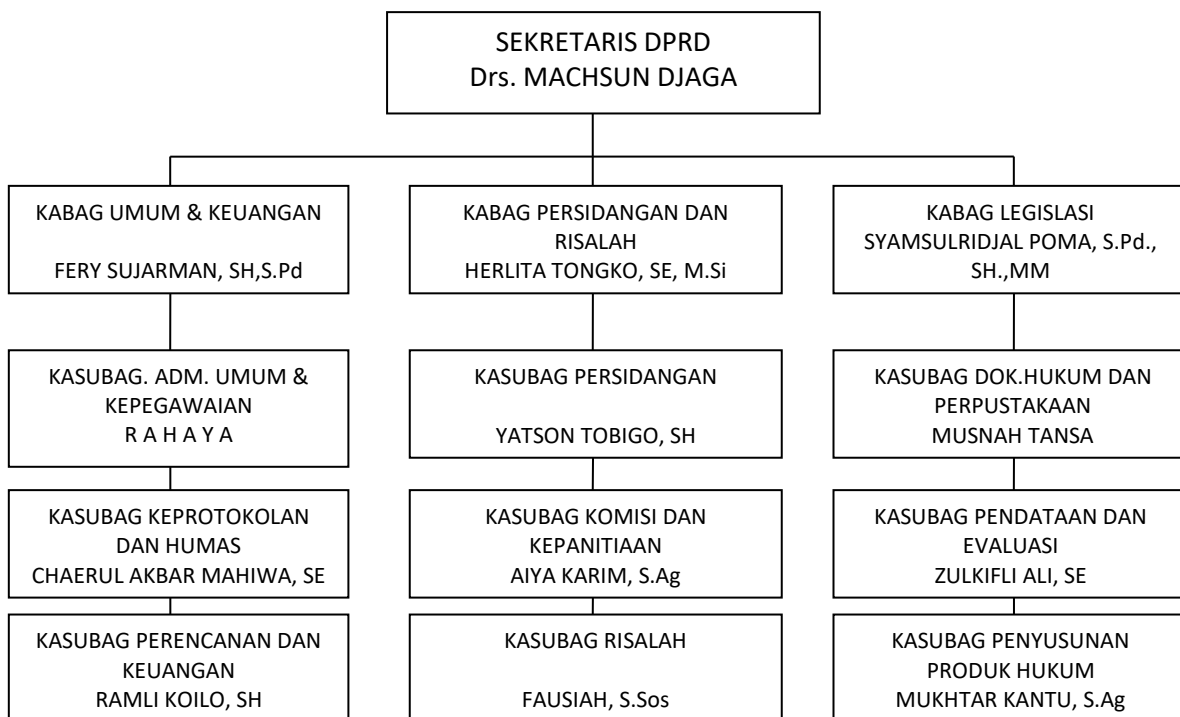 SEKRETARIS DPRD
Drs. MACHSUN DJAGA
KABAG UMUM & KEUANGAN
FERY SUJARMAN, SH,S.Pd
KABAG PERSIDANGAN DAN
RISALAH
HERLITA TONGKO, SE, M.Si
KABAG LEGISLASI
SYAMSULRIDJAL POMA, S.Pd.,
SH.,MM
KASUBAG. ADM. UMUM &
KEPEGAWAIAN
R A H A Y A
KASUBAG PERSIDANGAN
YATSON TOBIGO, SH
KASUBAG DOK.HUKUM DAN
PERPUSTAKAAN
MUSNAH TANSA
KASUBAG KEPROTOKOLAN
DAN HUMAS
CHAERUL AKBAR MAHIWA, SE
KASUBAG KOMISI DAN
KEPANITIAAN
AIYA KARIM, S.Ag
KASUBAG PENDATAAN DAN
EVALUASI
ZULKIFLI ALI, SE
KASUBAG PERENCANAN DAN
KEUANGAN
RAMLI KOILO, SH
KASUBAG RISALAH
FAUSIAH, S.Sos
KASUBAG PENYUSUNAN
PRODUK HUKUM
MUKHTAR KANTU, S.Ag